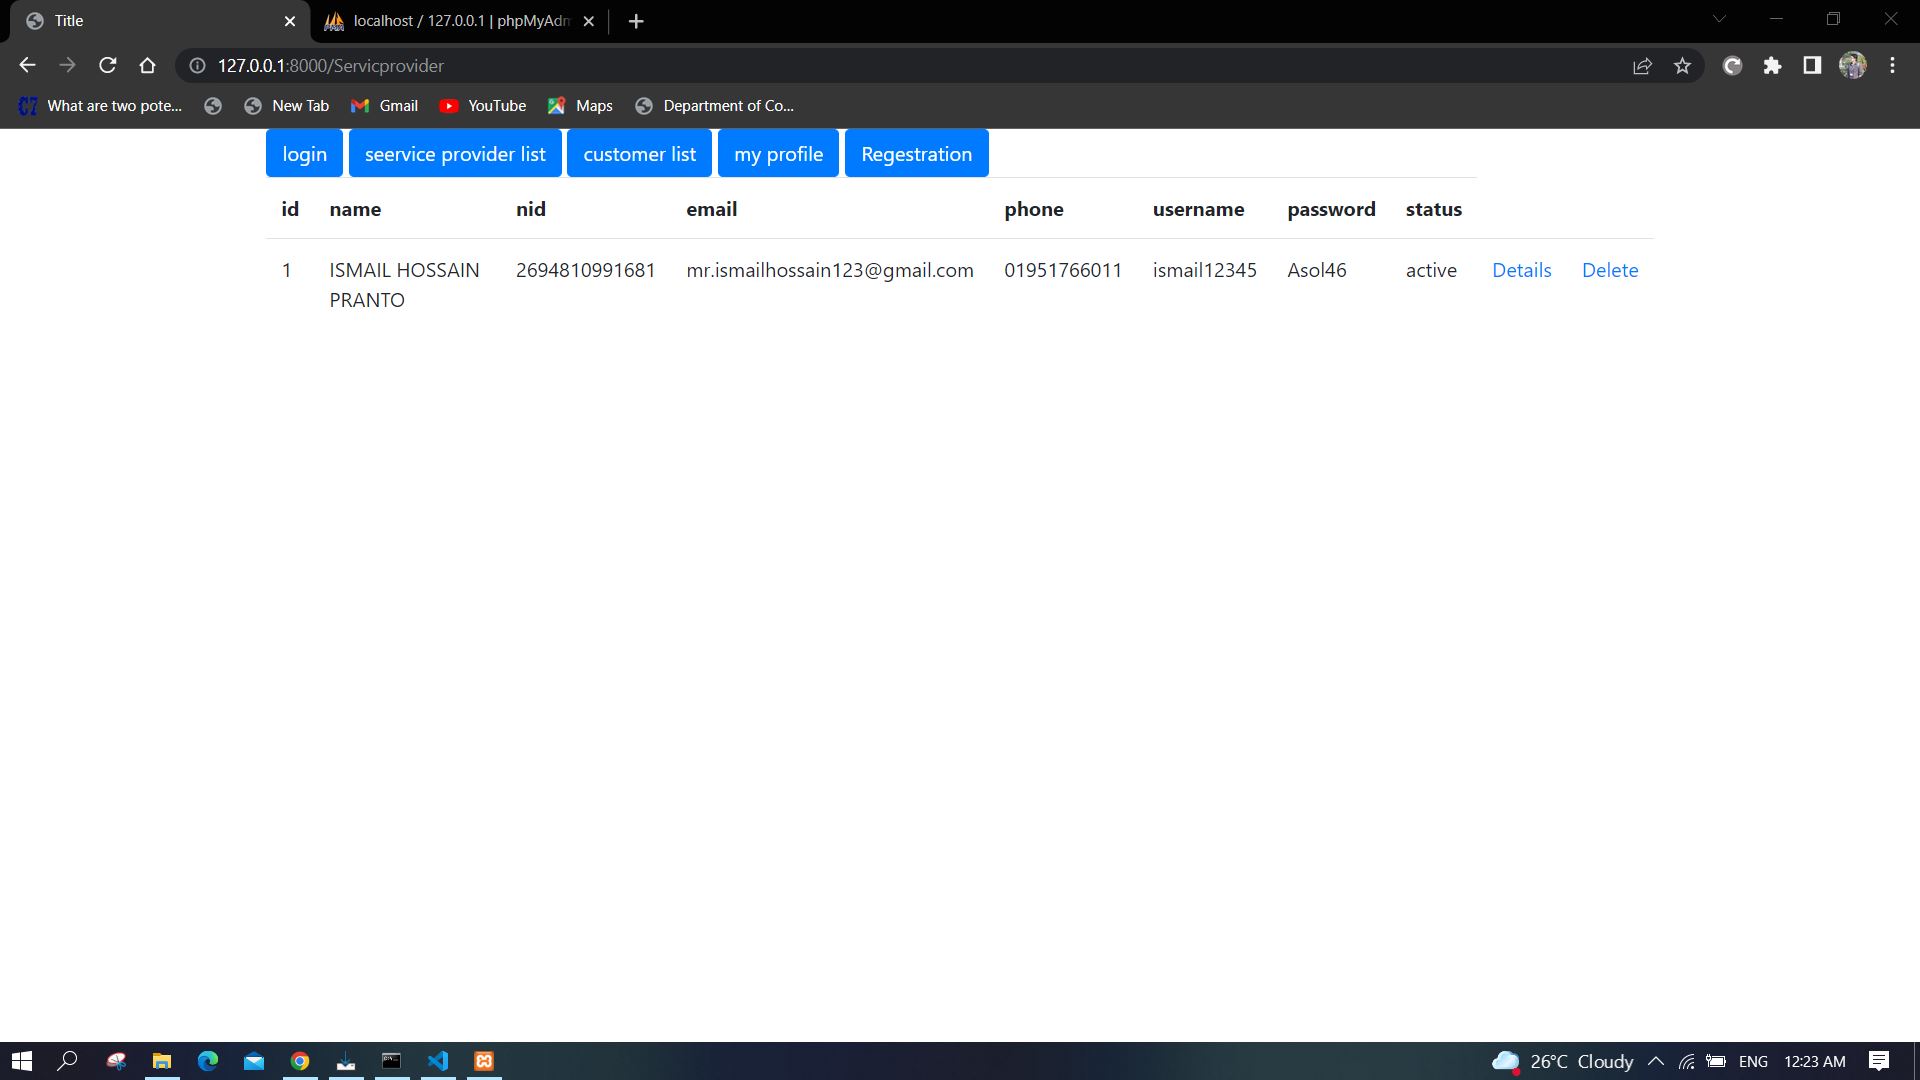 Title
localhost / 127.0.0.1 | phpMyAdm
127.0.0.1:8000/Servicprovider
What are two pote...
New Tab
Gmail
YouTube
Maps
Department of Co...
login
seervice provider list
customer list
my profile
Regestration
id name nid email phone username password status
1 ISMAIL HOSSAIN 2694810991681 mr.ismailhossain123@gmail.com 01951766011 ismail12345 Asol46 active Details Delete
PRANTO
26°C Cloudy ENG 12:23 AM